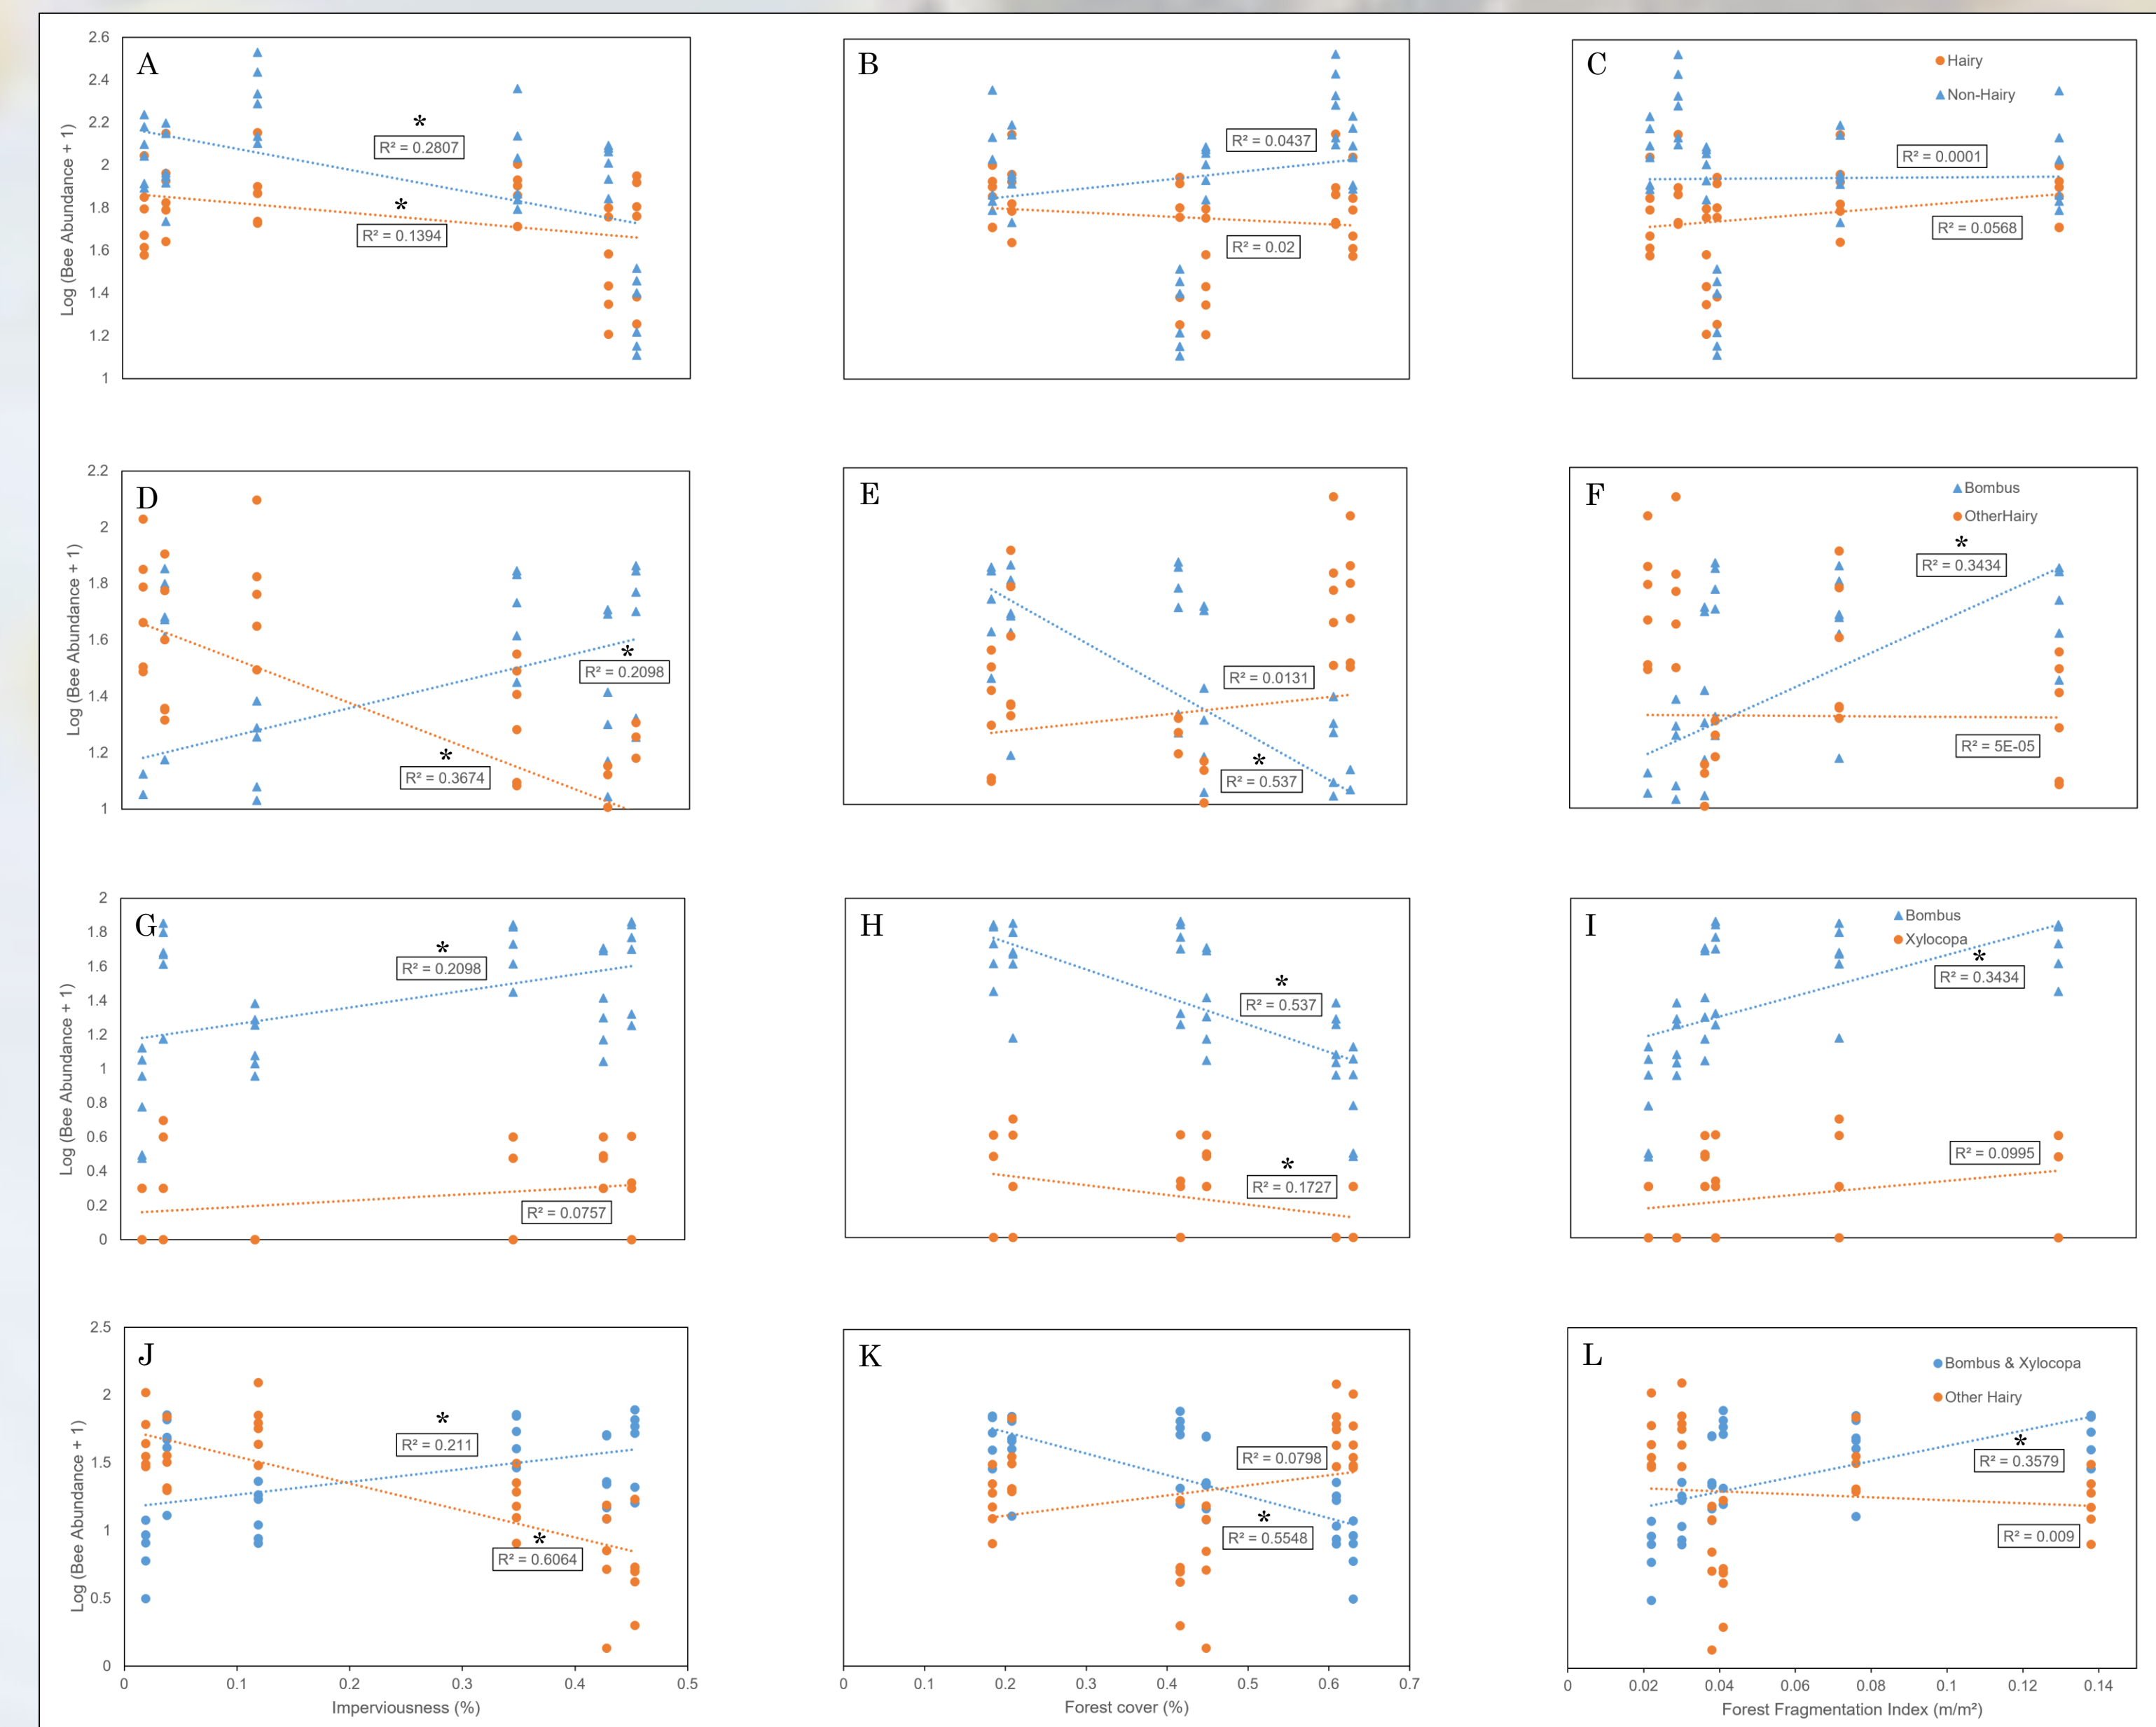 A
B
C
Hairy
Non-Hairy
Log (Bee Abundance + 1)
2.6
2.4
2.2
2
1.8
1.6
1.4
1.2
1
*
R² = 0.2807
*
R² = 0.1394
R² = 0.0437
R² = 0.02
R² = 0.0001
R² = 0.0568
D
E
F
Bombus
OtherHairy
Log (Bee Abundance + 1)
2.2
2
1.8
1.6
1.4
1.2
1
*
R² = 0.2098
*
R² = 0.3674
R² = 0.0131
*
R² = 0.537
*
R² = 0.3434
R² = 5E-05
G
H
I
Bombus
Xylocopa
Log (Bee Abundance + 1)
2
1.8
1.6
1.4
1.2
1
0.8
0.6
0.4
0.2
0
*
R² = 0.2098
R² = 0.0757
*
R² = 0.537
*
R² = 0.1727
*
R² = 0.3434
R² = 0.0995
J
K
L
Bombus & Xylocopa
Other Hairy
Log (Bee Abundance + 1)
2.5
2
1.5
1
0.5
0
*
R² = 0.211
*
R² = 0.6064
R² = 0.0798
*
R² = 0.5548
*
R² = 0.3579
R² = 0.009
0 0.1 0.2 0.3 0.4 0.5
Imperviousness (%)
0 0.1 0.2 0.3 0.4 0.5 0.6 0.7
Forest cover (%)
0 0.02 0.04 0.06 0.08 0.1 0.12 0.14
Forest Fragmentation Index (m/m²)